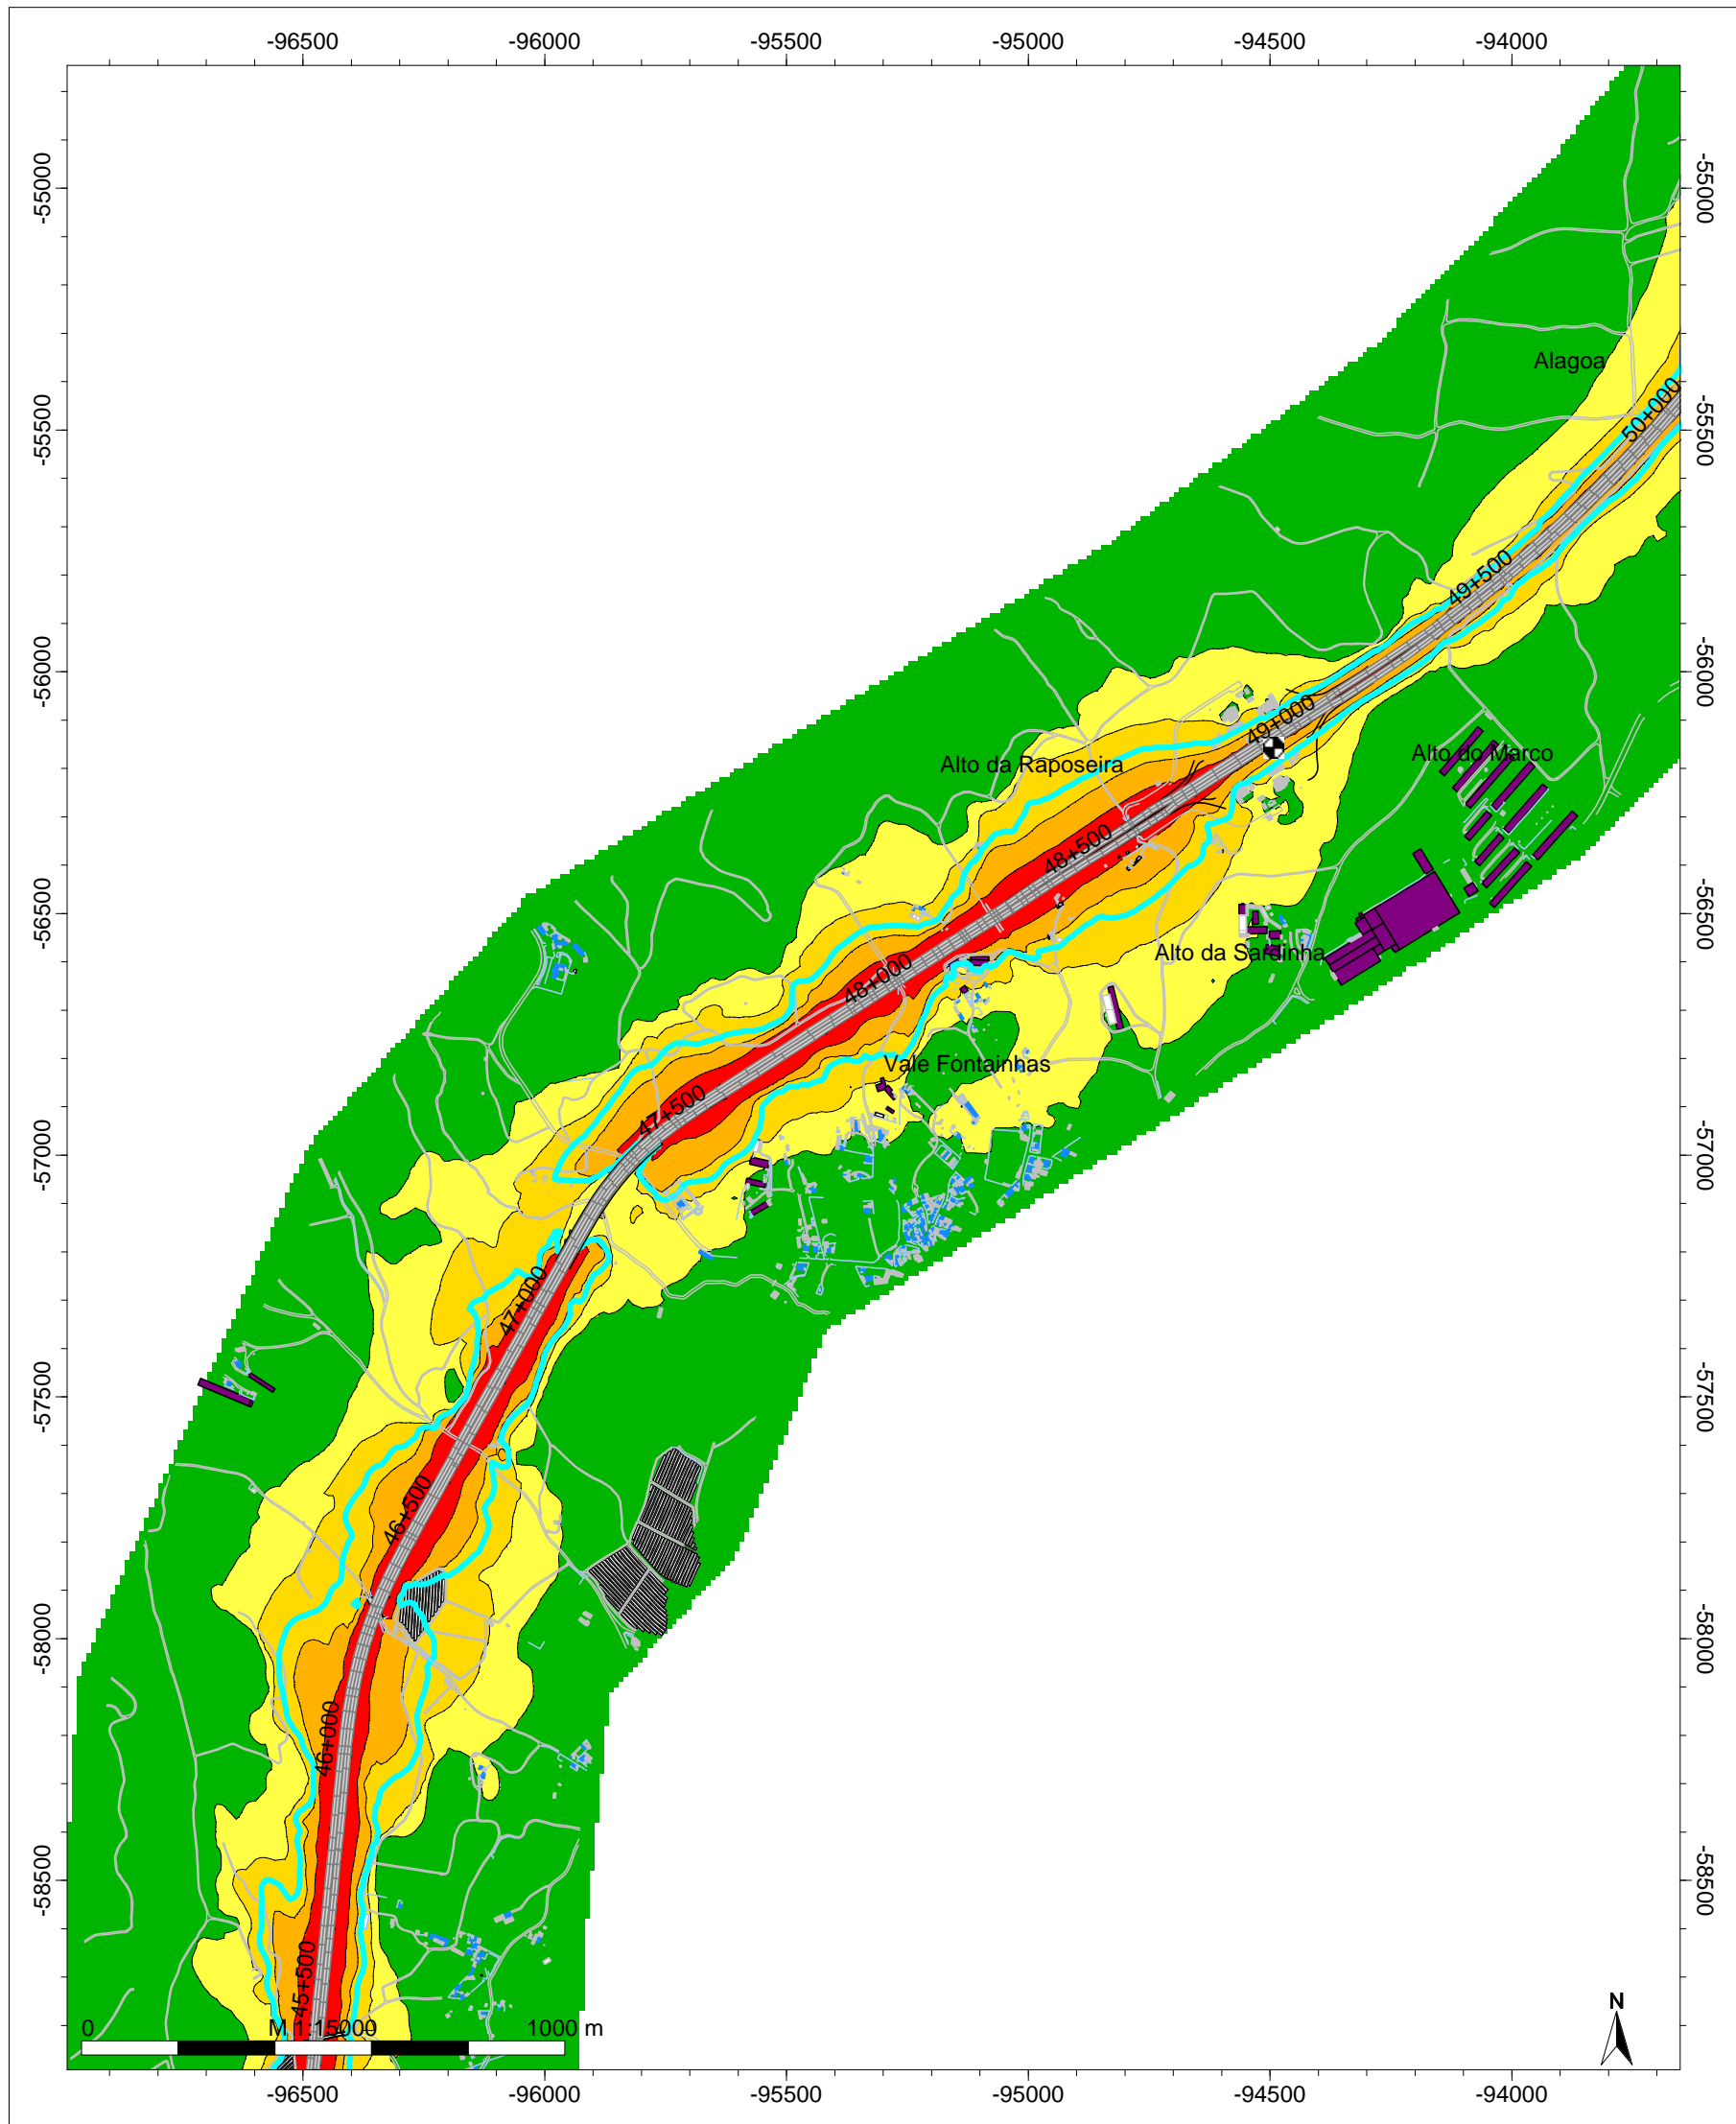 -96500 -96000 -95500 -95000 -94500 -94000
-55000 -55000
Alagoa
50+000
-55500 -55500
49+500
-56000 -56000
49+000
Alto da Raposeira Alto do Marco
48+500
-56500 -56500
Alto da Sardinha
48+000
Vale Fontainhas
47+500
-57000 -57000
47+000
-57500 -57500
46+500
-58000 -58000
46+000
-58500 -58500
45+500
N
0 M 1:15000 1000 m
-96500 -96000 -95500 -95000 -94500 -94000